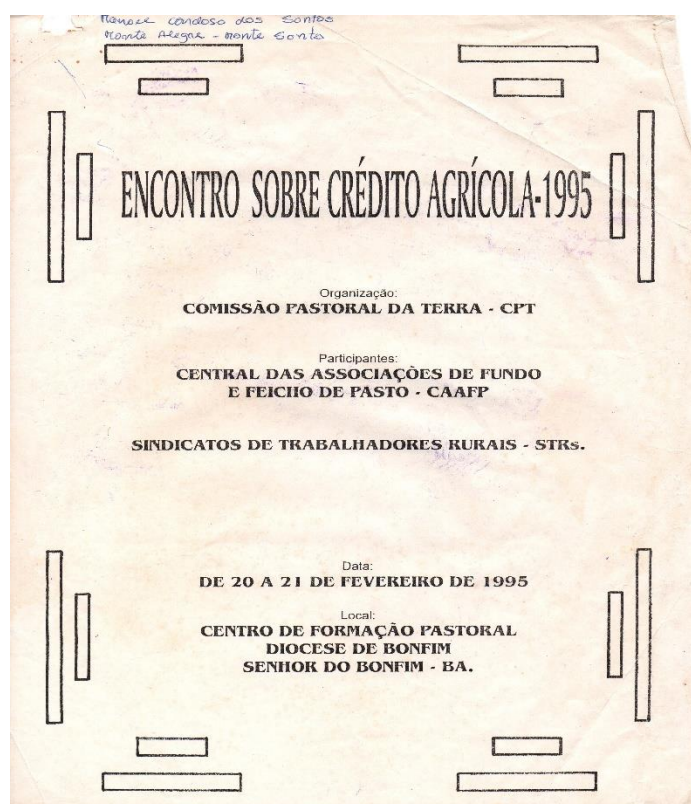 cardoso dos Santos
Monte Alegre - Monte Santo
ENCONTRO SOBRE CRÉDITO AGRÍCOLA-1995
Organização:
COMISSÃO PASTORAL DA TERRA - CPT
Participantes:
CENTRAL DAS ASSOCIAÇÕES DE FUNDO
E FEICHO DE PASTO - CAAFP
SINDICATOS DE TRABALHADORES RURAIS - STRs.
Data:
DE 20 A 21 DE FEVEREIRO DE 1995
Local:
CENTRO DE FORMAÇÃO PASTORAL
DIOCESE DE BONFIM
SENHOR DO BONFIM - BA.